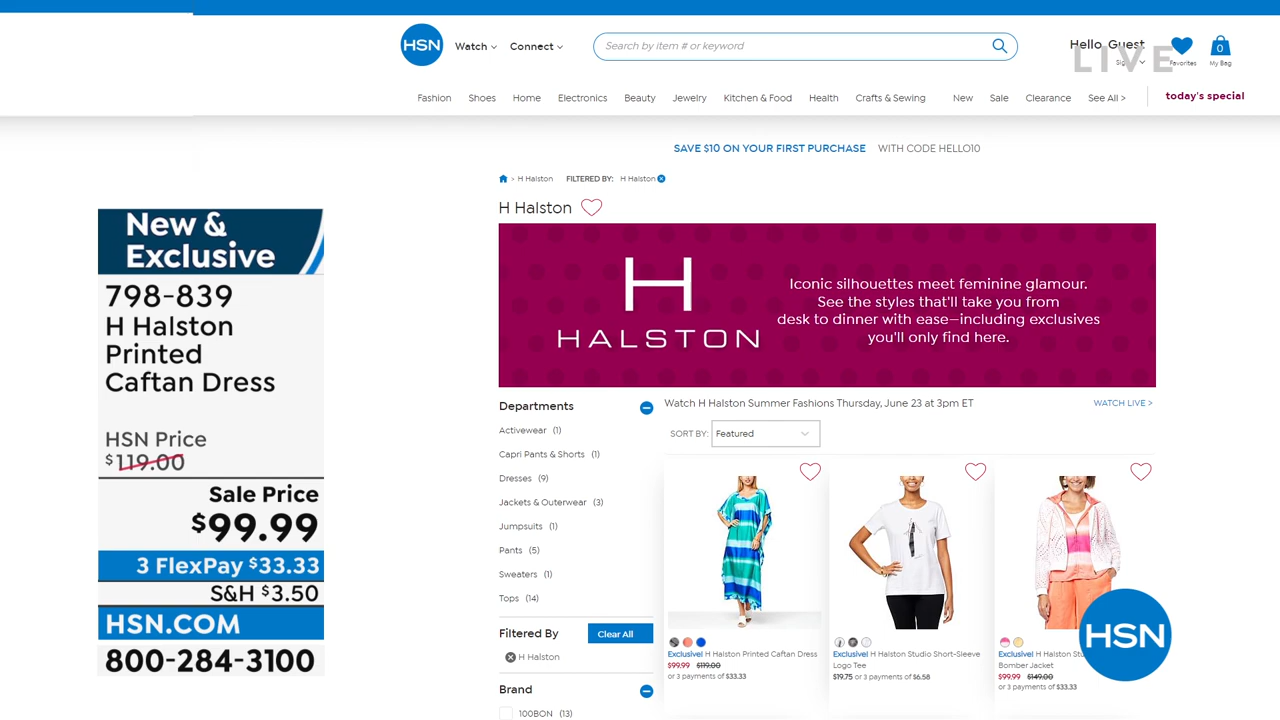 HSN
Watch
Connect
Search by item # or keyword
Hello, Guest
LIVE
Favorites
0
My Bag
Fashion Shoes Home Electronics Beauty Jewelry Kitchen & Food Health Crafts & Sewing New Sale Clearance See All > today's special
SAVE $10 ON YOUR FIRST PURCHASE WITH CODE HELLO10
> H Halston FILTERED BY: H Halston
H Halston
H
HALSTON
Iconic silhouettes meet feminine glamour.
See the styles that'll take you from
desk to dinner with ease—including exclusives
you'll only find here.
New &
Exclusive
798-839
H Halston
Printed
Caftan Dress
HSN Price
$119.00
Sale Price
$99.99
3 FlexPay $33.33
S&H $3.50
HSN.COM
800-284-3100
Departments
Activewear (1)
Capri Pants & Shorts (1)
Dresses (9)
Jackets & Outerwear (3)
Jumpsuits (1)
Pants (5)
Sweaters (1)
Tops (14)
Filtered By
Clear All
H Halston
Brand
100BON (13)
Watch H Halston Summer Fashions Thursday, June 23 at 3pm ET
WATCH LIVE >
SORT BY: Featured
Exclusive! H Halston Printed Caftan Dress
$99.99 $119.00
or 3 payments of $33.33
Exclusive! H Halston Studio Short-Sleeve
Logo Tee
$19.75 or 3 payments of $6.58
Exclusive! H Halston
Bomber Jacket
$99.99 $149.00
or 3 payments of $33.33
HSN